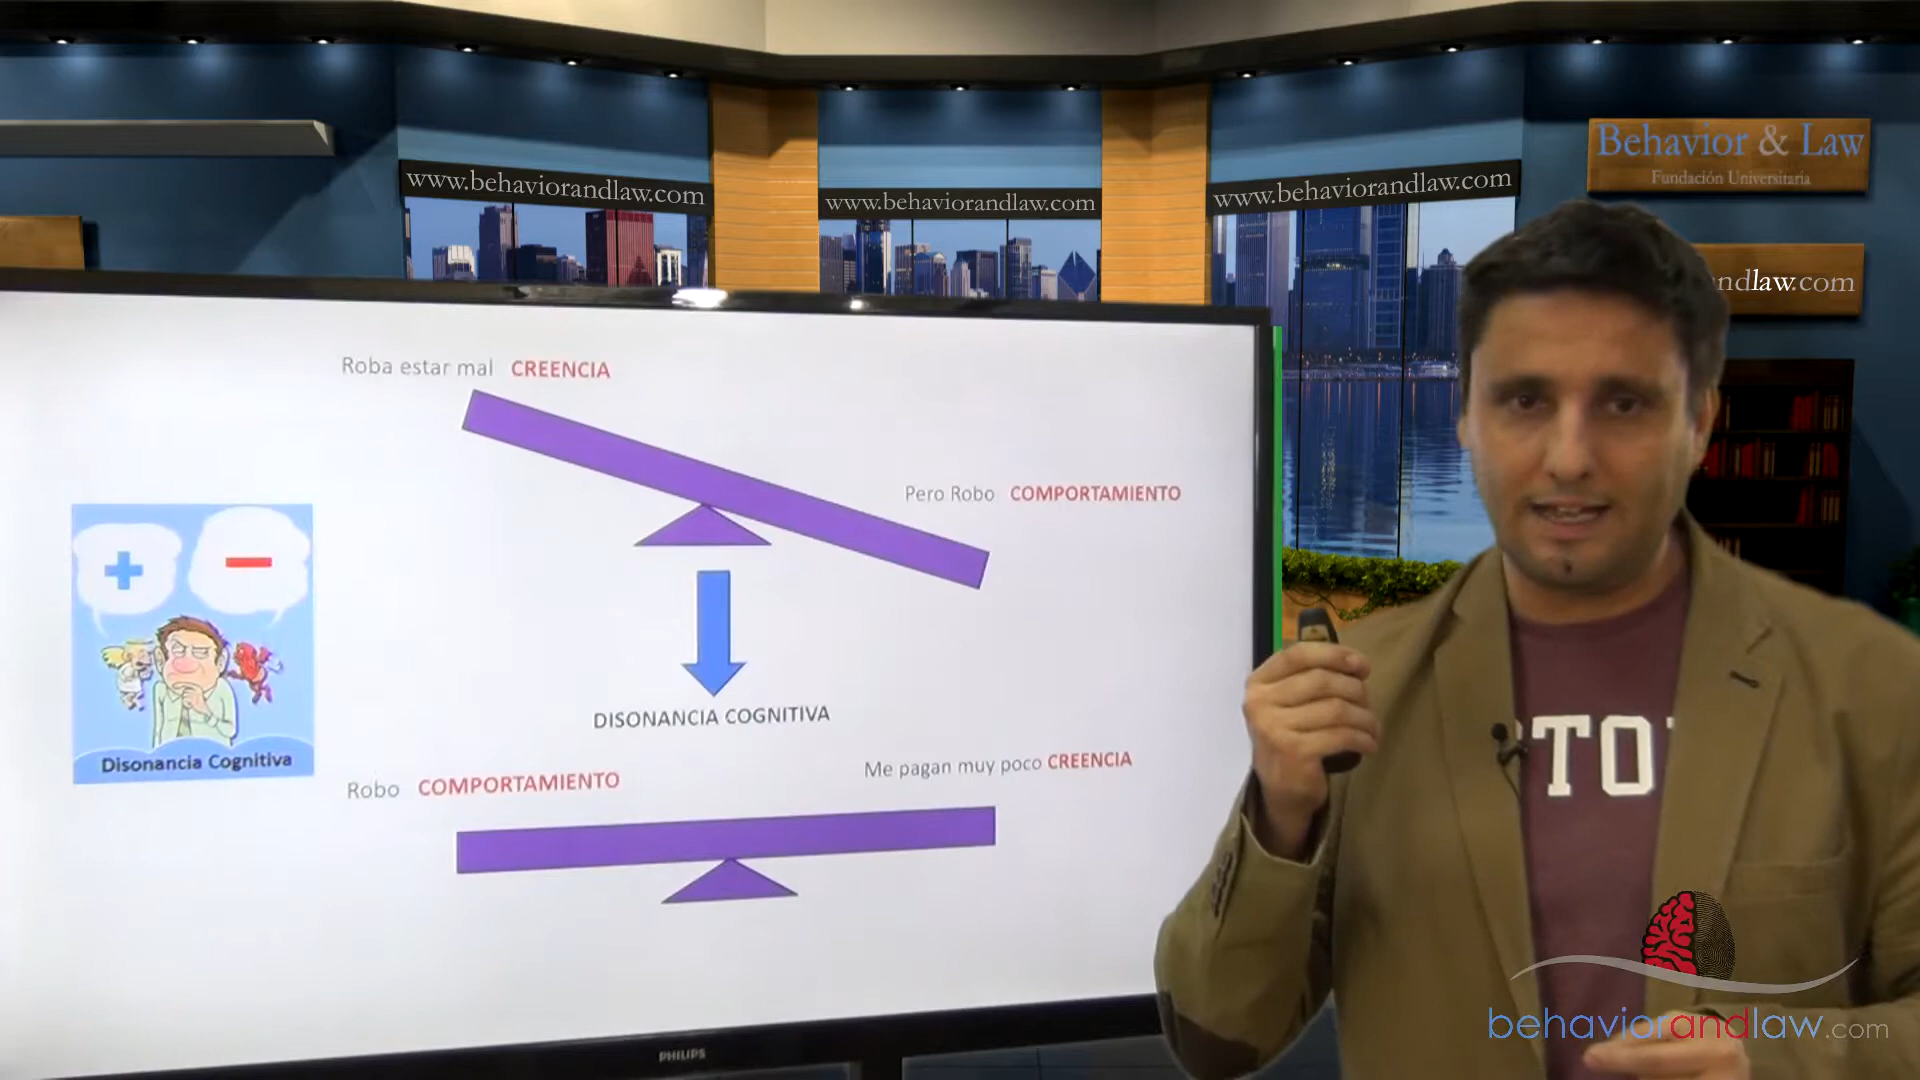 www.behaviorandlaw.com
www.behaviorandlaw.com
www.behaviorandlaw.com
Behavior & Law
Fundación Universitaria
ndlaw.com
Roba estar mal CREENCIA
Pero Robo COMPORTAMIENTO
DISONANCIA COGNITIVA
Disonancia Cognitiva
Robo COMPORTAMIENTO
Me pagan muy poco CREENCIA
TO
PHILIPS
behaviorandlaw.com